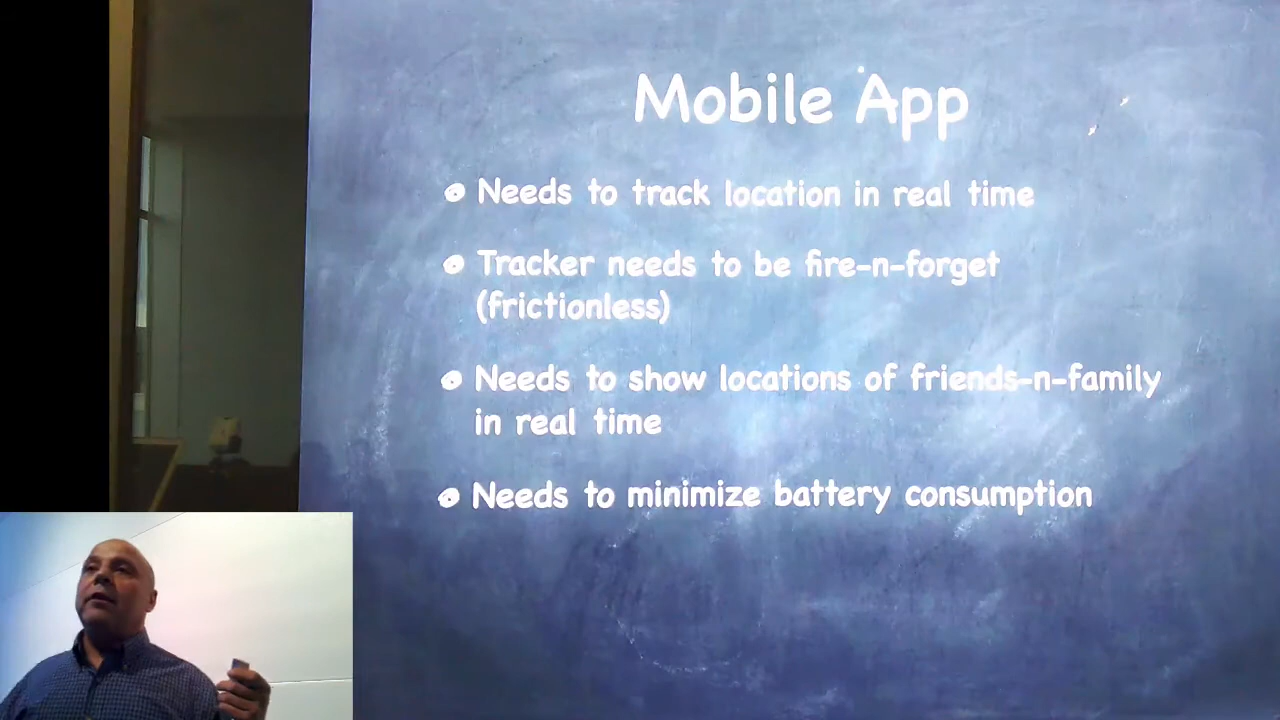 Mobile App
Needs to track location in real time
Tracker needs to be fire-n-forget
(frictionless)
Needs to show locations of friends-n-family
in real time
Needs to minimize battery consumption